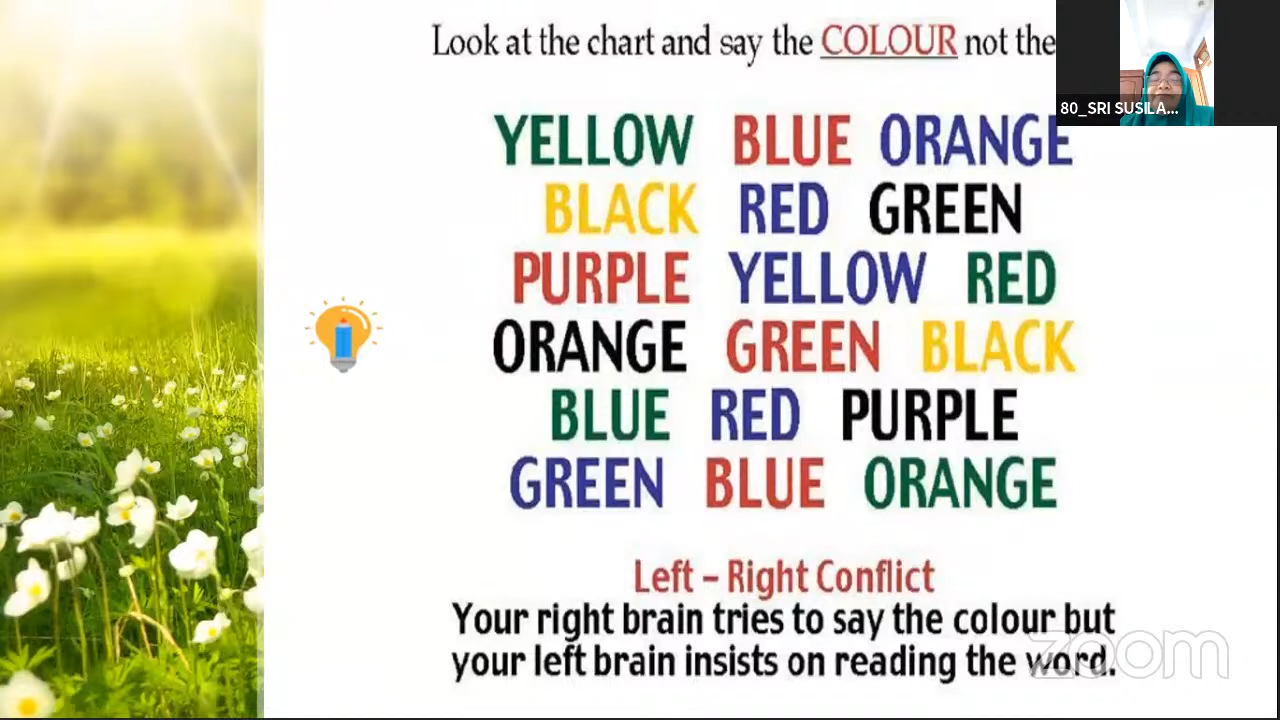 Look at the chart and say the COLOUR not the
80_SRI SUSILA...
YELLOW BLUE ORANGE
BLACK RED GREEN
PURPLE YELLOW RED
ORANGE GREEN BLACK
BLUE RED PURPLE
GREEN BLUE ORANGE
Left – Right Conflict
Your right brain tries to say the colour but
your left brain insists on reading the word.
zoom